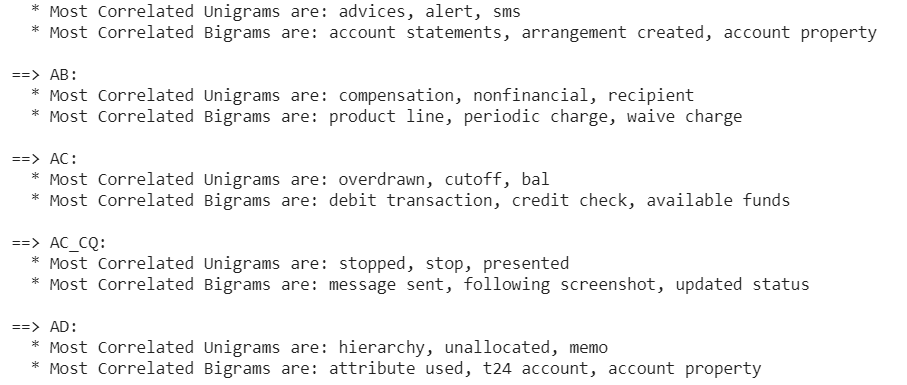 * Most Correlated Unigrams are: advices, alert, sms
* Most Correlated Bigrams are: account statements, arrangement created, account property
==> AB:
* Most Correlated Unigrams are: compensation, nonfinancial, recipient
* Most Correlated Bigrams are: product line, periodic charge, waive charge
==> AC:
* Most Correlated Unigrams are: overdrawn, cutoff, bal
* Most Correlated Bigrams are: debit transaction, credit check, available funds
==> AC_CQ:
* Most Correlated Unigrams are: stopped, stop, presented
* Most Correlated Bigrams are: message sent, following screenshot, updated status
==> AD:
* Most Correlated Unigrams are: hierarchy, unallocated, memo
* Most Correlated Bigrams are: attribute used, t24 account, account property